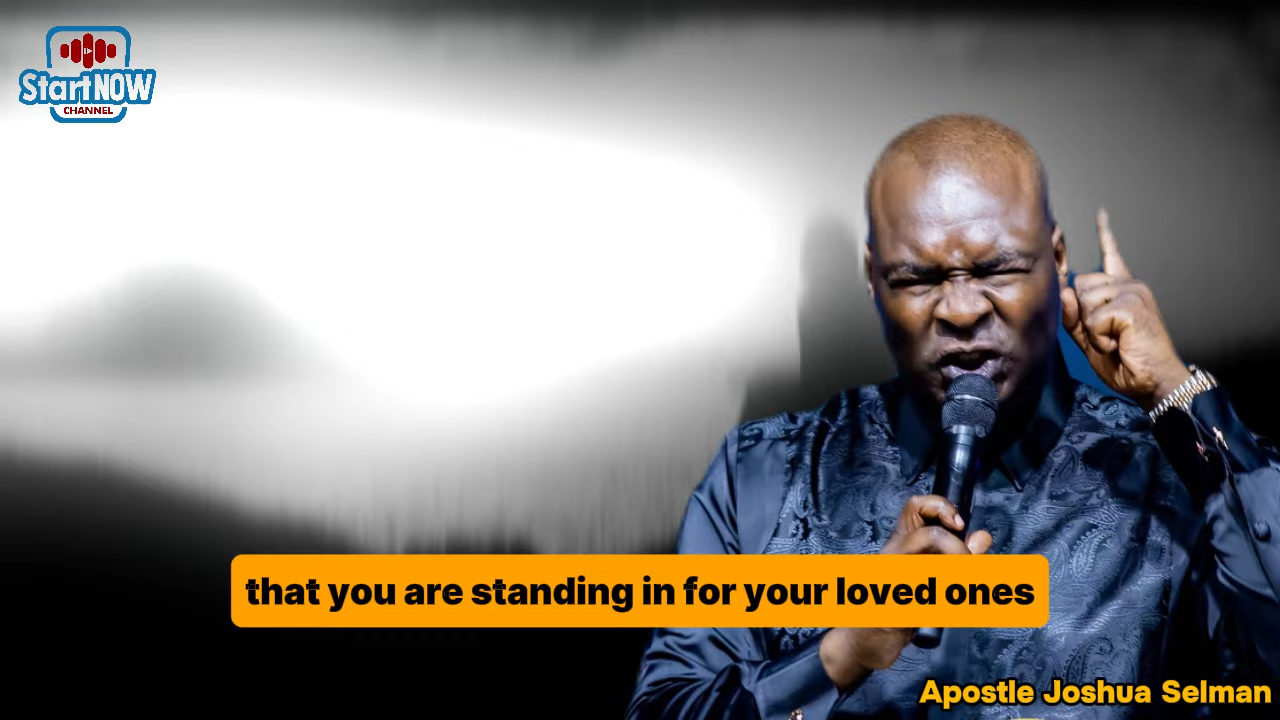 StartNOW
CHANNEL
that you are standing in for your loved ones
Apostle Joshua Selman